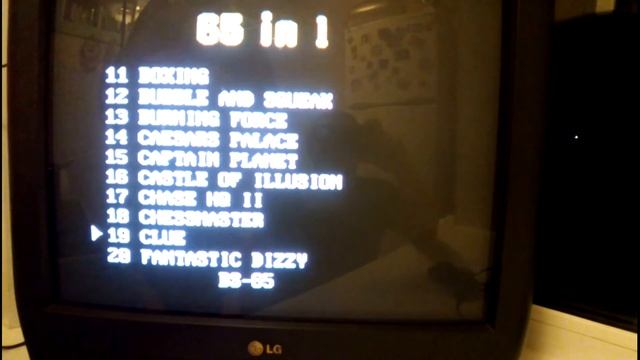 65 in 1
11 BOXING
12 BUBBLE AND SQUEAK
13 BURNING FORCE
14 CAESARS PALACE
15 CAPTAIN PLANET
16 CASTLE OF ILLUSION
17 CHASE HQ II
18 CHESSMASTER
19 CLUE
20 FANTASTIC DIZZY
BS-65
LG